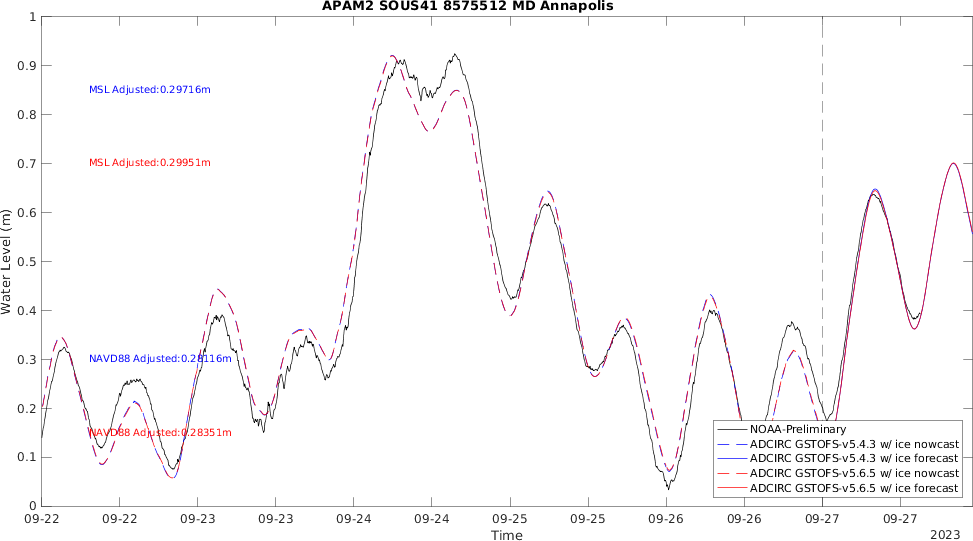 APAM2 SOUS41 8575512 MD Annapolis
1
0.9
0.8
0.7
0.6
0.5
0.4
0.3
0.2
0.1
0
Water Level (m)
MSL Adjusted:0.29716m
MSL Adjusted:0.29951m
NAVD88 Adjusted:0.28116m
NAVD88 Adjusted:0.28351m
NOAA-Preliminary
ADCIRC GSTOFS-v5.4.3 w/ ice nowcast
ADCIRC GSTOFS-v5.4.3 w/ ice forecast
ADCIRC GSTOFS-v5.6.5 w/ ice nowcast
ADCIRC GSTOFS-v5.6.5 w/ ice forecast
09-22 09-22 09-23 09-23 09-24 09-24 09-25 09-25 09-26 09-26 09-27 09-27
Time
2023